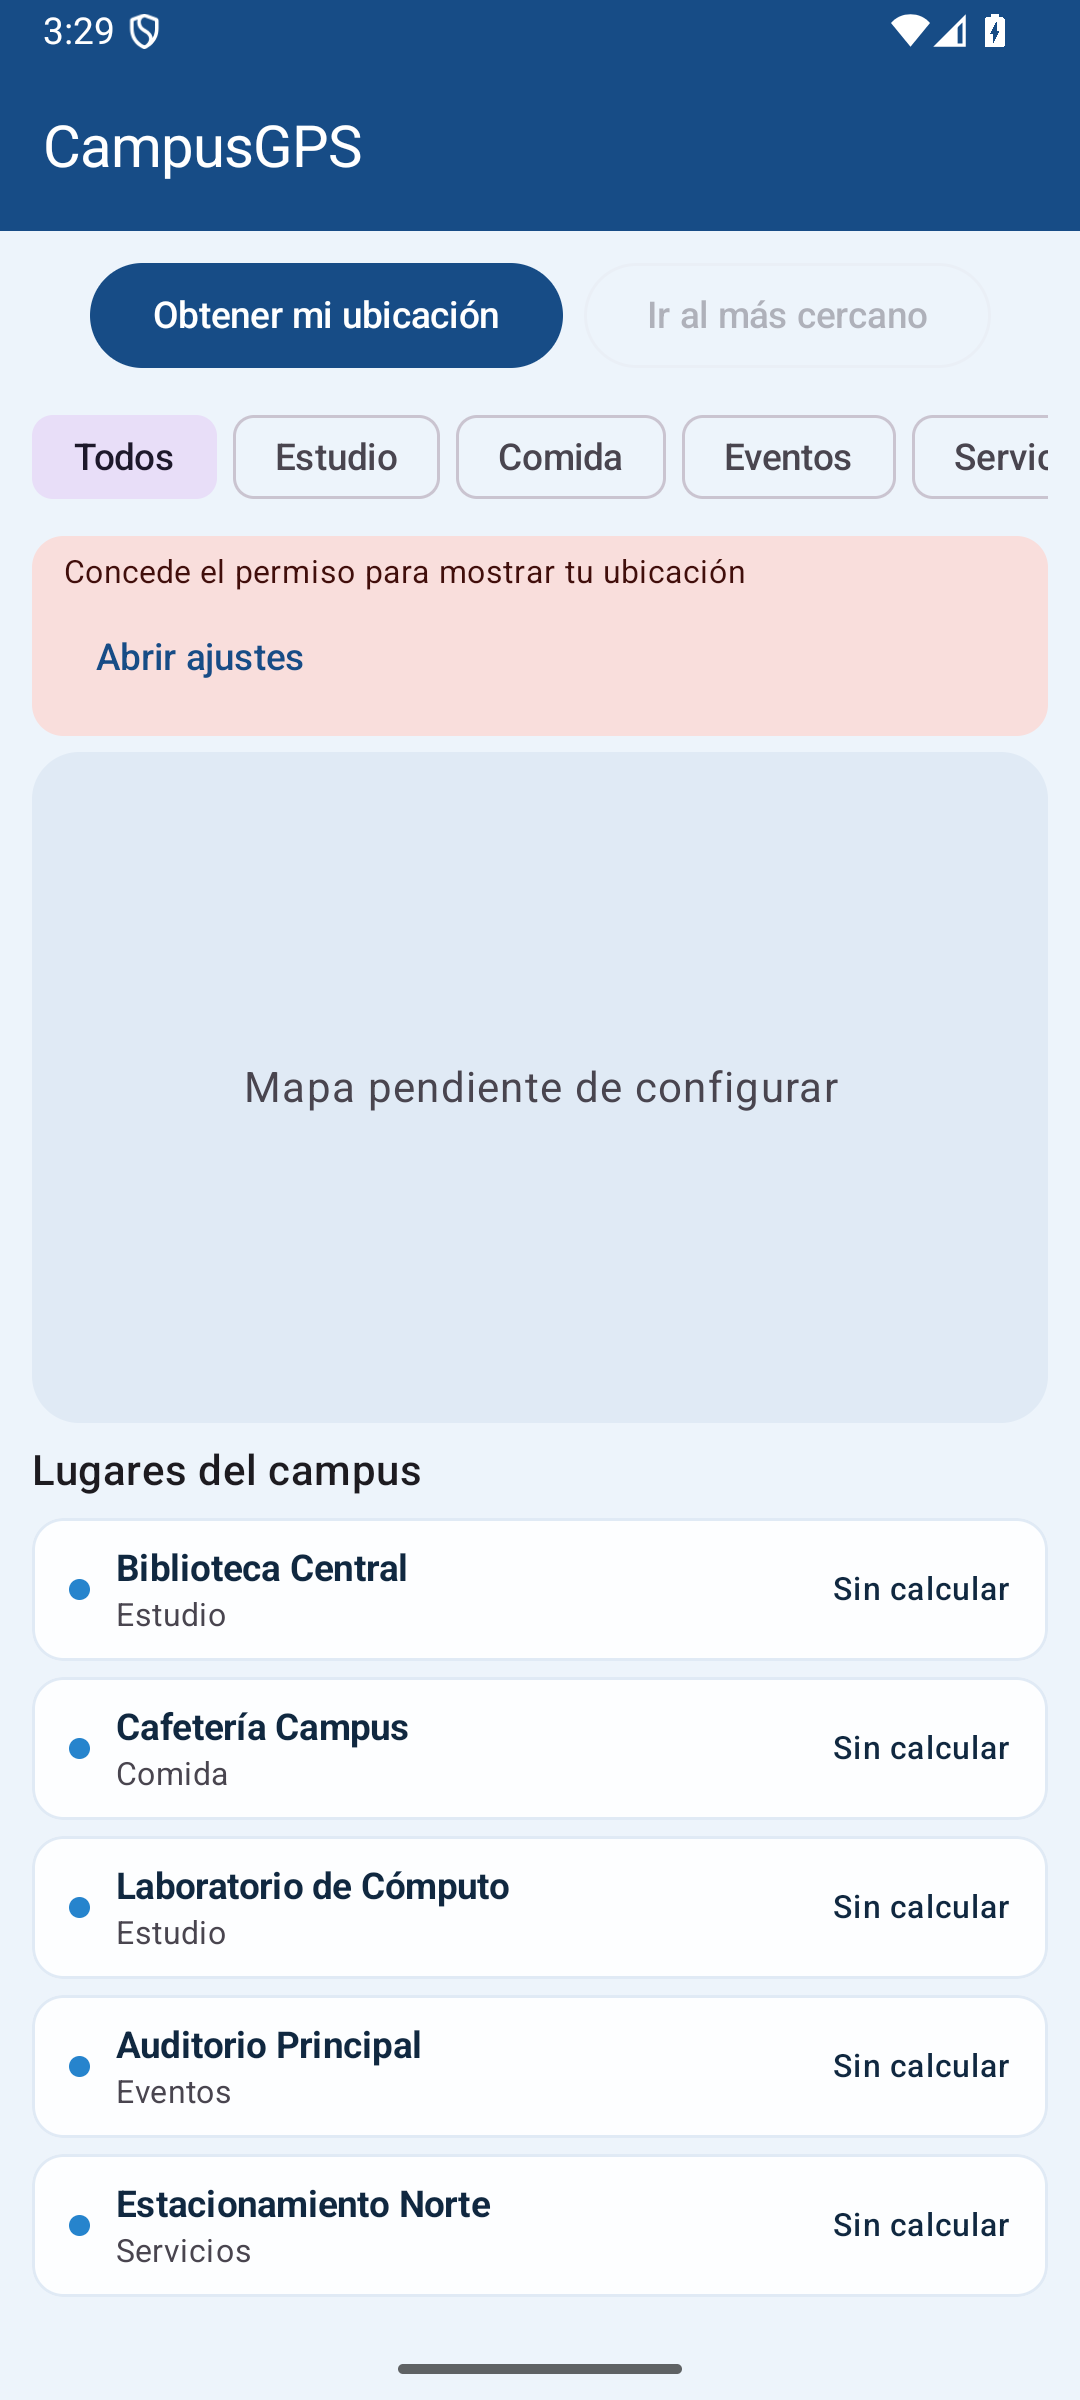 3:29
CampusGPS
Obtener mi ubicación
Ir al más cercano
Todos
Estudio
Comida
Eventos
Servic
Concede el permiso para mostrar tu ubicación
Abrir ajustes
Mapa pendiente de configurar
Lugares del campus
Biblioteca Central
Estudio
Sin calcular
Cafetería Campus
Comida
Sin calcular
Laboratorio de Cómputo
Estudio
Sin calcular
Auditorio Principal
Eventos
Sin calcular
Estacionamiento Norte
Servicios
Sin calcular